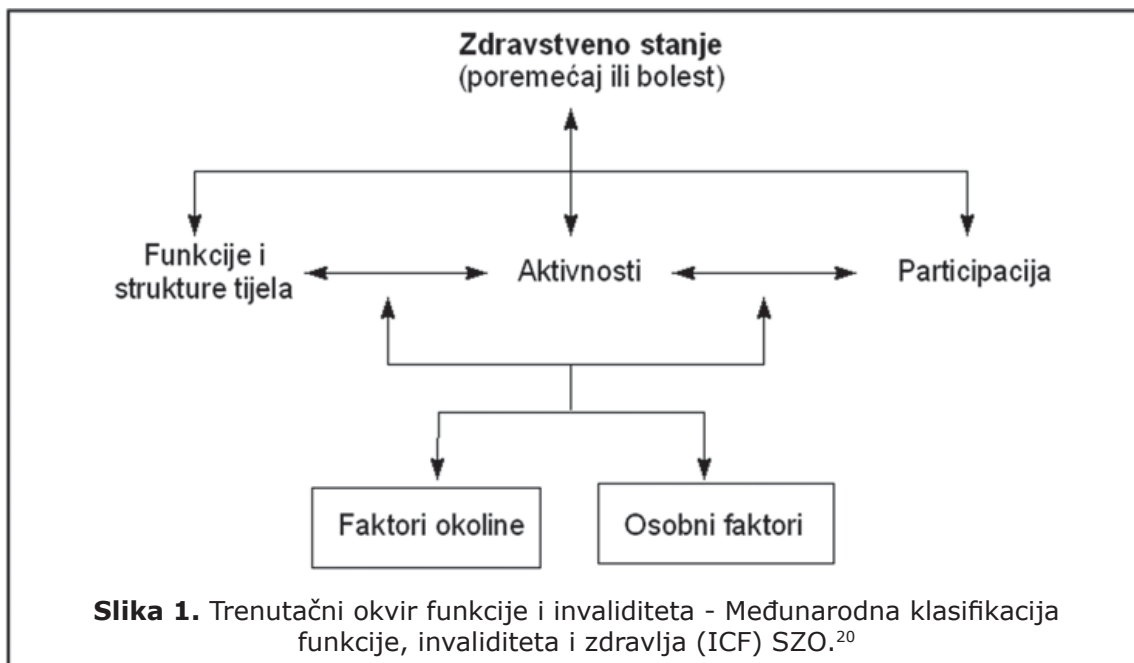 Zdravstveno stanje
(poremećaj ili bolest)
Funkcije i
strukture tijela
Aktivnosti
Participacija
Faktori okoline
Osobni faktori
Slika 1. Trenutačni okvir funkcije i invaliditeta - Međunarodna klasifikacija
funkcije, invaliditeta i zdravlja (ICF) SZO.20